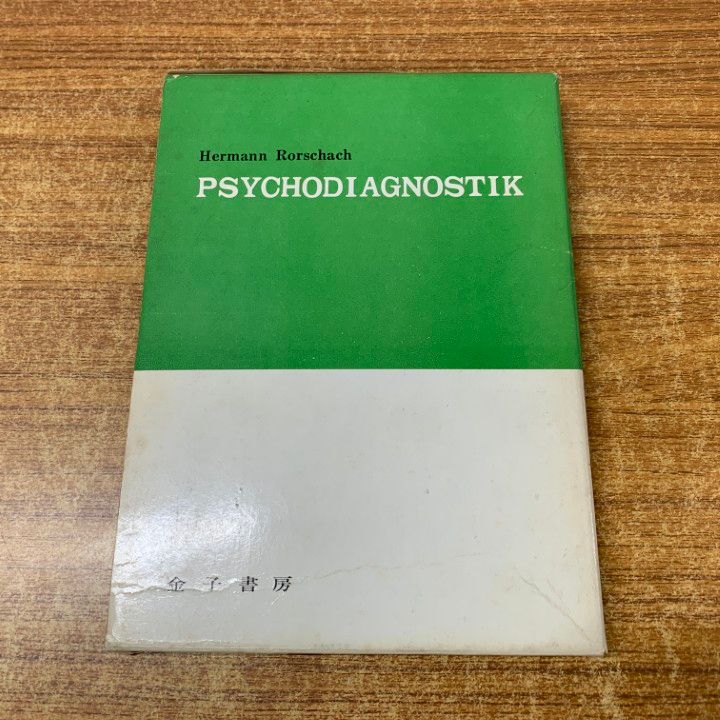 Hermann Rorschach
PSYCHODIAGNOSTIK
金子書房